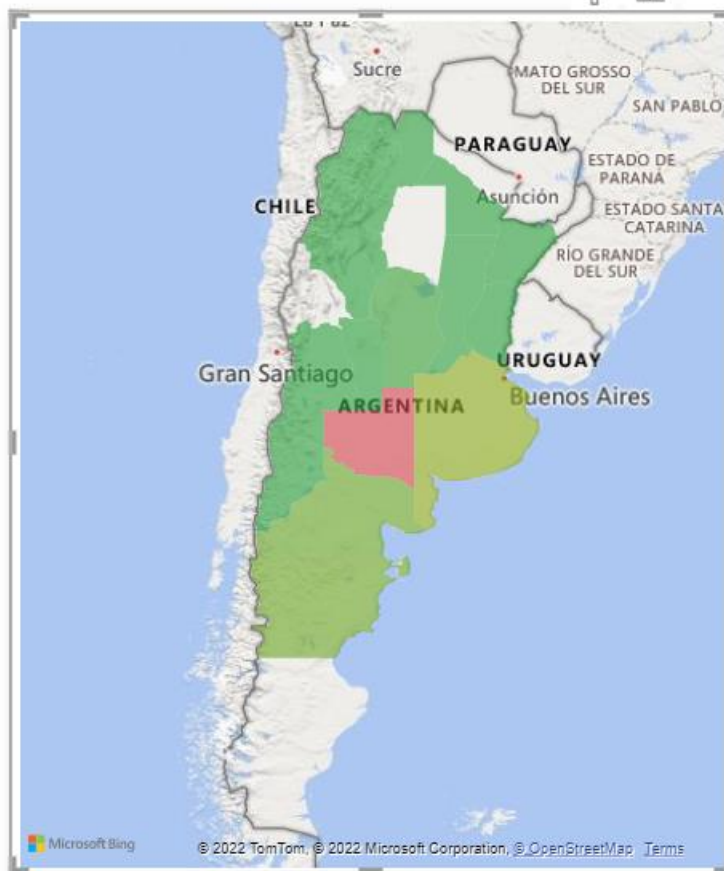 Sucre
MATO GROSSO
DEL SUR
SAN PABLO
PARAGUAY
ESTADO DE
PARANÁ
Asunción
CHILE
ESTADO SANTA
CATARINA
RÍO GRANDE
DEL SUR
URUGUAY
Gran Santiago
Buenos Aires
ARGENTINA
Microsoft Bing
© 2022 TomTom, © 2022 Microsoft Corporation, © OpenStreetMap Terms